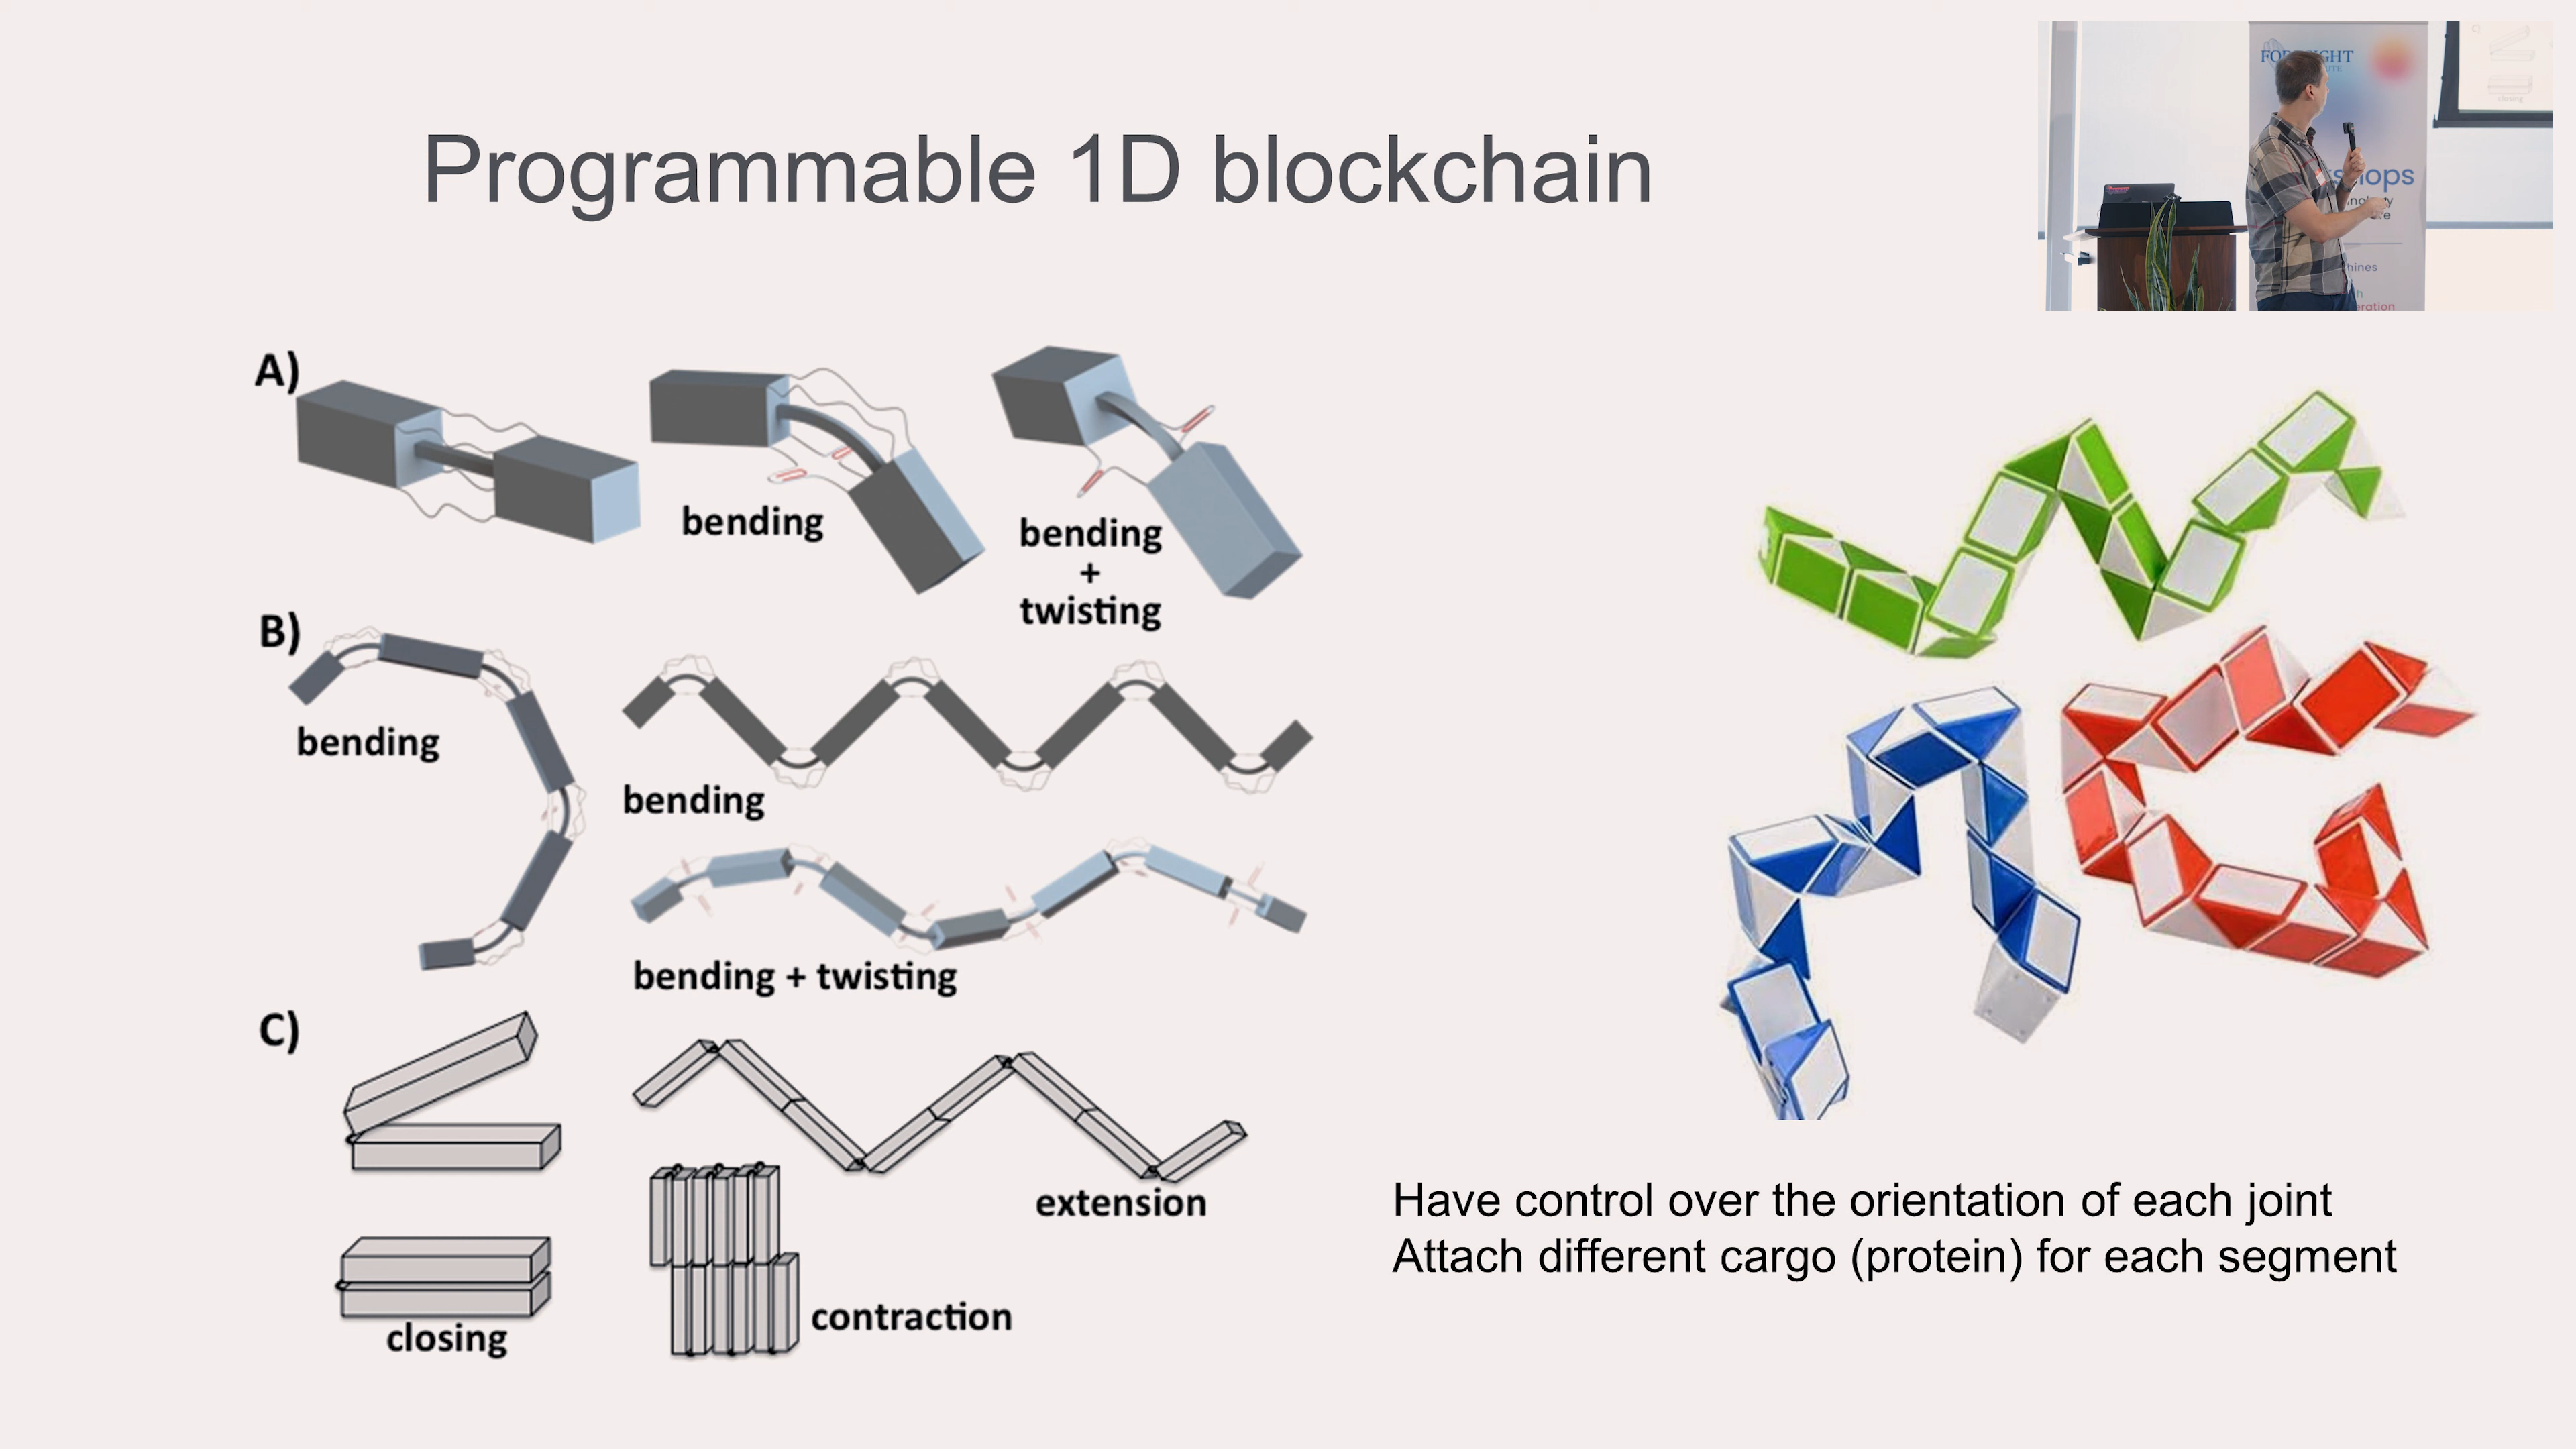 Programmable 1D blockchain
A)
bending
bending
+
twisting
B)
bending
bending
bending + twisting
C)
extension
contraction
closing
Have control over the orientation of each joint
Attach different cargo (protein) for each segment
closing